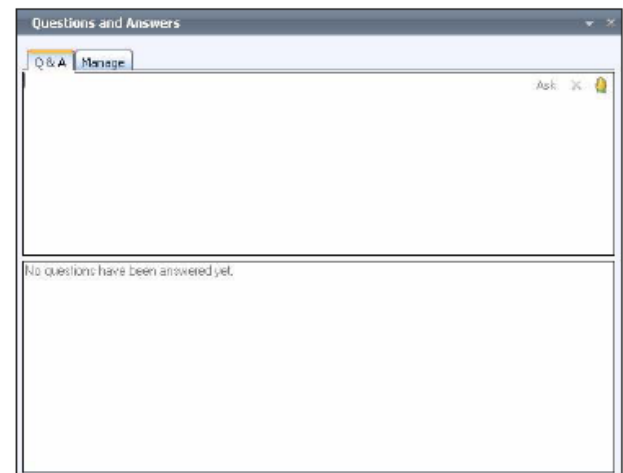 Questions and Answers
Q & A Manage
Ask
No questions have been answered yet.